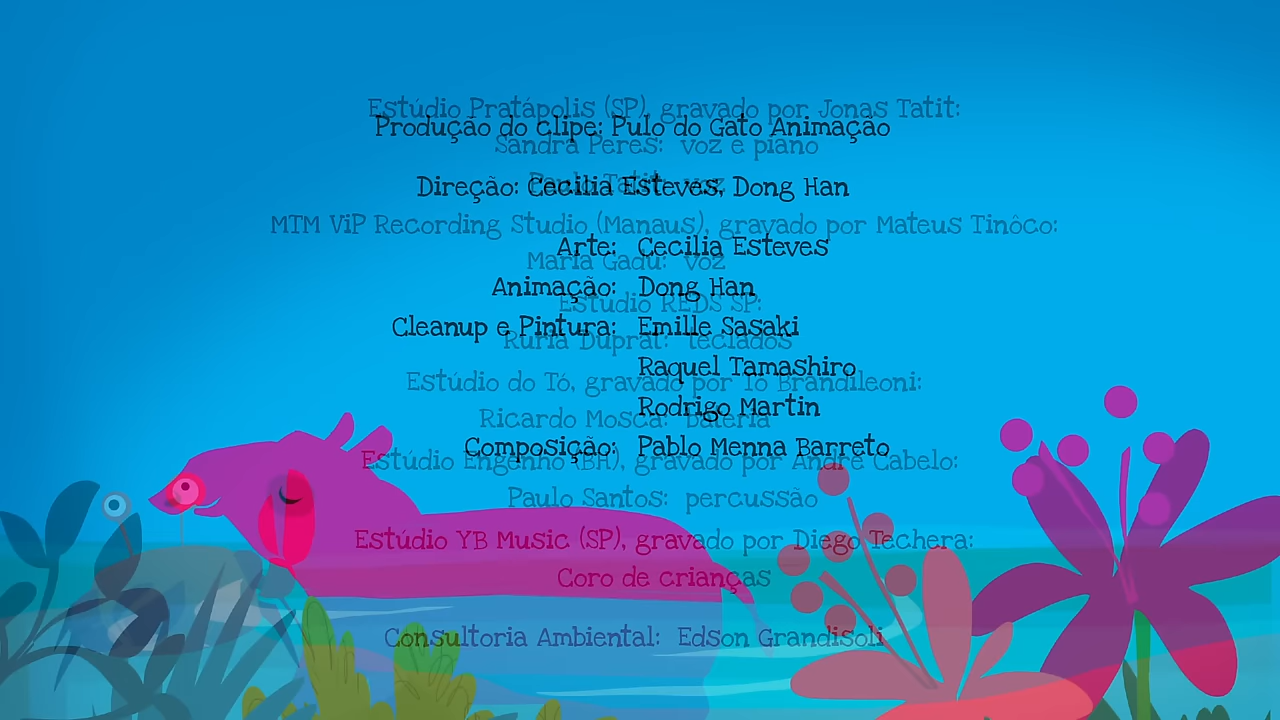 Estúdio Pratápolis (SP), gravado por Jonas Tatit:
Produção do clipe: Pulo do Gato Animação
Sandra Peres: voz e piano
Paulo Tatit: voz
Direção: Cecilia Esteves, Dong Han
MTM ViP Recording Studio (Manaus), gravado por Mateus Tinôco:
Arte: Cecilia Esteves
Maria Gadú: voz
Animação: Dong Han
Estúdio REDS SP:
Cleanup e Pintura: Emille Sasaki
Ruriá Duprat: teclados
Raquel Tamashiro
Estúdio do Tó, gravado por Tó Brandileoni:
Rodrigo Martin
Ricardo Mosca: bateria
Composição: Pablo Menna Barreto
Estúdio Engenho (BH), gravado por André Cabelo:
Paulo Santos: percussão
Estúdio YB Music (SP), gravado por Diego Techera:
Coro de crianças
Consultoria Ambiental: Edson Grandisoli